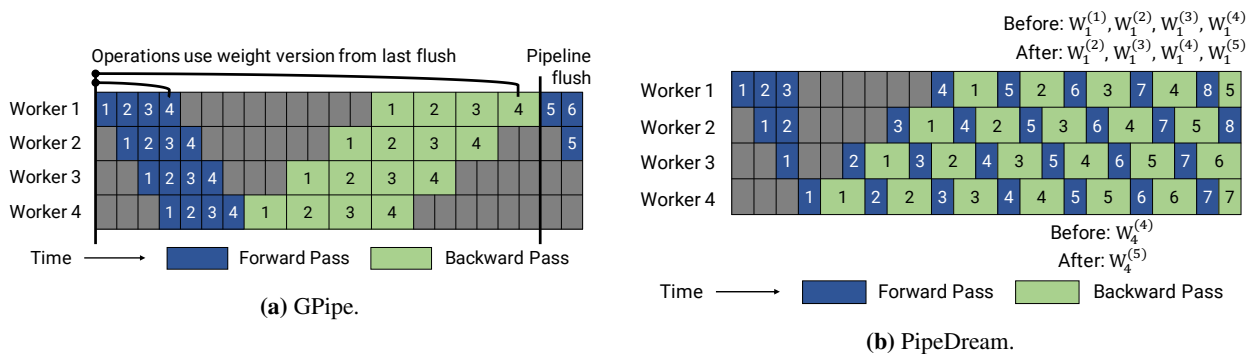 Operations use weight version from last flush
Pipeline
flush
Worker 1 1 2 3 4 1 2 3 4 5 6
Worker 2 1 2 3 4 1 2 3 4 5
Worker 3 1 2 3 4 1 2 3 4
Worker 4 1 2 3 4 1 2 3 4
Time Forward Pass Backward Pass
(a) GPipe.
Before: W₁⁽¹⁾, W₁⁽²⁾, W₁⁽³⁾, W₁⁽⁴⁾
After: W₁⁽²⁾, W₁⁽³⁾, W₁⁽⁴⁾, W₁⁽⁵⁾
Worker 1 1 2 3 4 1 5 2 6 3 7 4 8 5
Worker 2 1 2 3 1 4 2 5 3 6 4 7 5 8
Worker 3 1 2 1 3 2 4 3 5 4 6 5 7 6
Worker 4 1 1 2 2 3 3 4 4 5 5 6 6 7 7
Before: W₄⁽⁴⁾
After: W₄⁽⁵⁾
Time Forward Pass Backward Pass
(b) PipeDream.